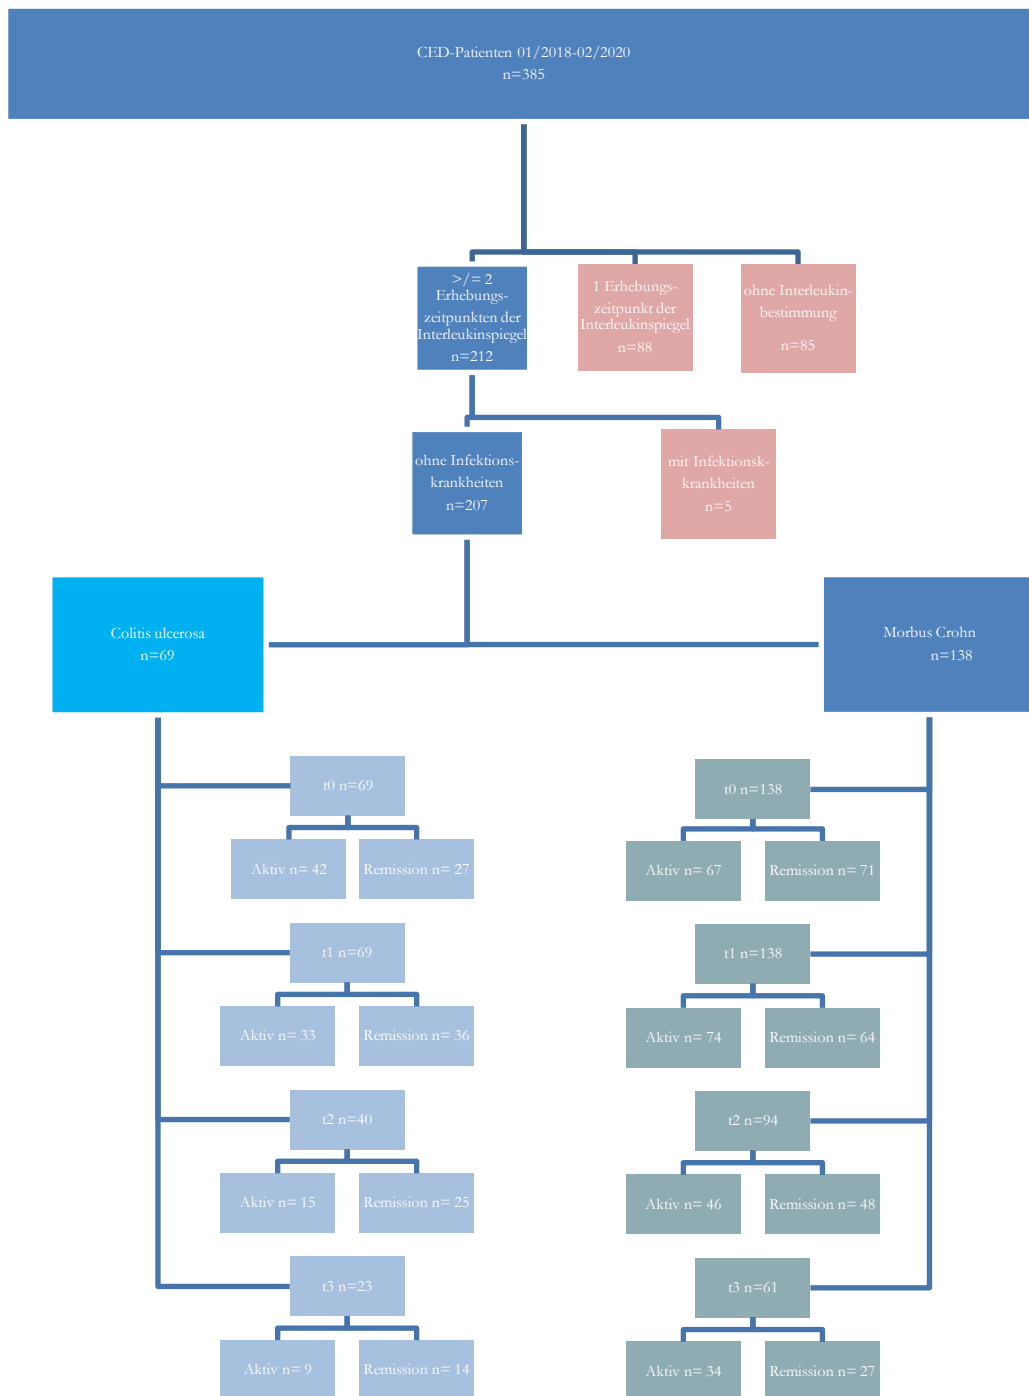 CED-Patienten 01/2018-02/2020
n=385
>/= 2
Erhebungs-
zeitpunkten der
Interleukinspiegel
n=212
1 Erhebungs-
zeitpunkt der
Interleukinspiegel
n=88
ohne Interleukin-
bestimmung
n=85
ohne Infektions-
krankheiten
n=207
mit Infektionsk-
krankheiten
n=5
Colitis ulcerosa
n=69
Morbus Crohn
n=138
t0 n=69
Aktiv n= 42
Remission n= 27
t1 n=69
Aktiv n= 33
Remission n= 36
t2 n=40
Aktiv n= 15
Remission n= 25
t3 n=23
Aktiv n= 9
Remission n= 14
t0 n=138
Aktiv n= 67
Remission n= 71
t1 n=138
Aktiv n= 74
Remission n= 64
t2 n=94
Aktiv n= 46
Remission n= 48
t3 n=61
Aktiv n= 34
Remission n= 27